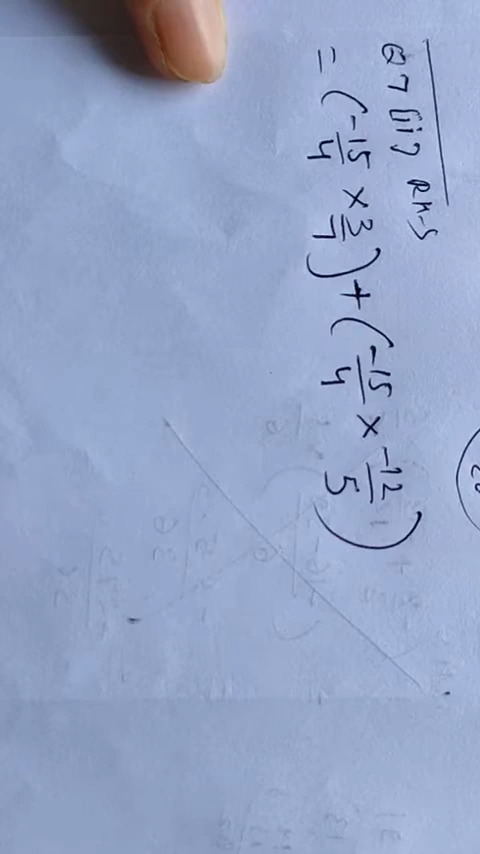 Q7 (ii) RHS
= (-15/4 × 3/7) + (-15/4 × -12/5)